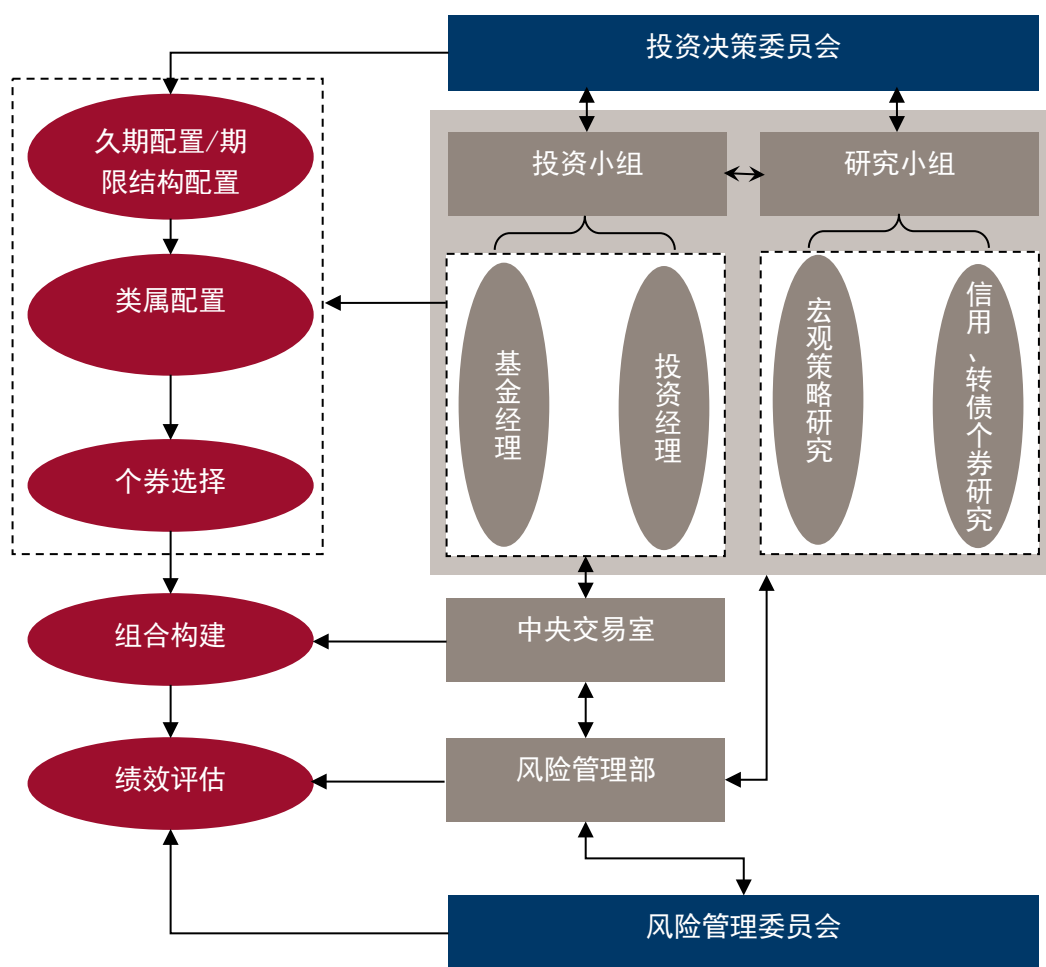 投资决策委员会
久期配置/期
限结构配置
投资小组
研究小组
类属配置
基金经理
投资经理
宏观策略研究
信用、转债个券研究
个券选择
组合构建
中央交易室
绩效评估
风险管理部
风险管理委员会